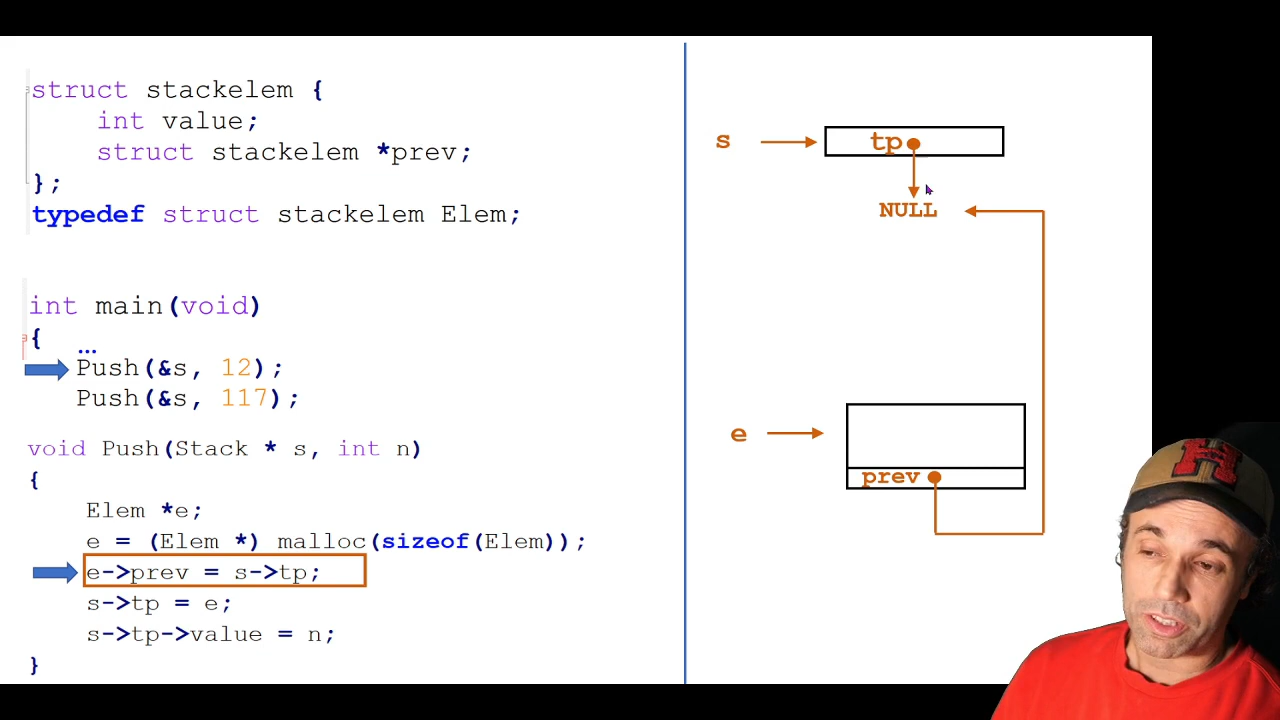 struct stackelem {
int value;
struct stackelem *prev;
};
typedef struct stackelem Elem;
int main(void)
{
...
Push(&s, 12);
Push(&s, 117);
void Push(Stack * s, int n)
{
Elem *e;
e = (Elem *) malloc(sizeof(Elem));
e->prev = s->tp;
s->tp = e;
s->tp->value = n;
}
s
tp
NULL
e
prev
H